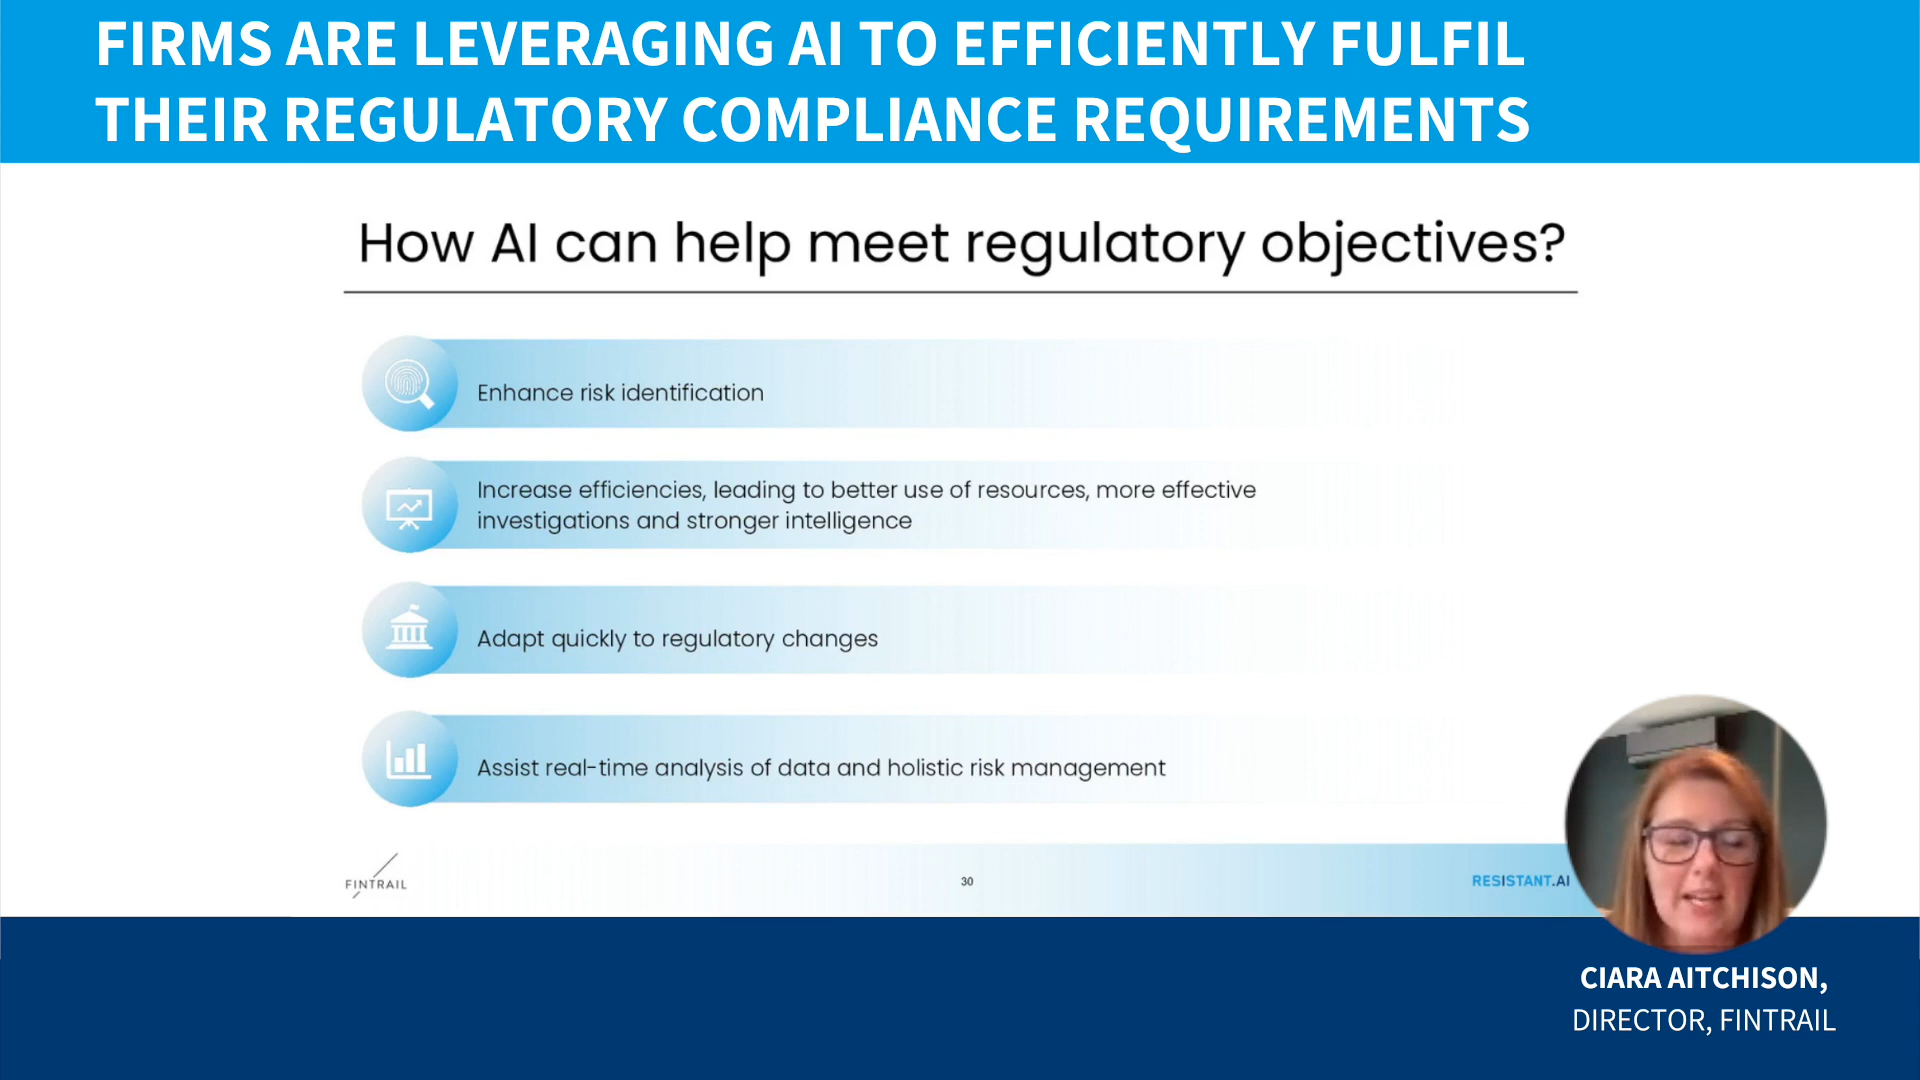 FIRMS ARE LEVERAGING AI TO EFFICIENTLY FULFIL
THEIR REGULATORY COMPLIANCE REQUIREMENTS
How AI can help meet regulatory objectives?
Enhance risk identification
Increase efficiencies, leading to better use of resources, more effective
investigations and stronger intelligence
Adapt quickly to regulatory changes
Assist real-time analysis of data and holistic risk management
FINTRAIL
30
RESISTANT.AI
CIARA AITCHISON,
DIRECTOR, FINTRAIL